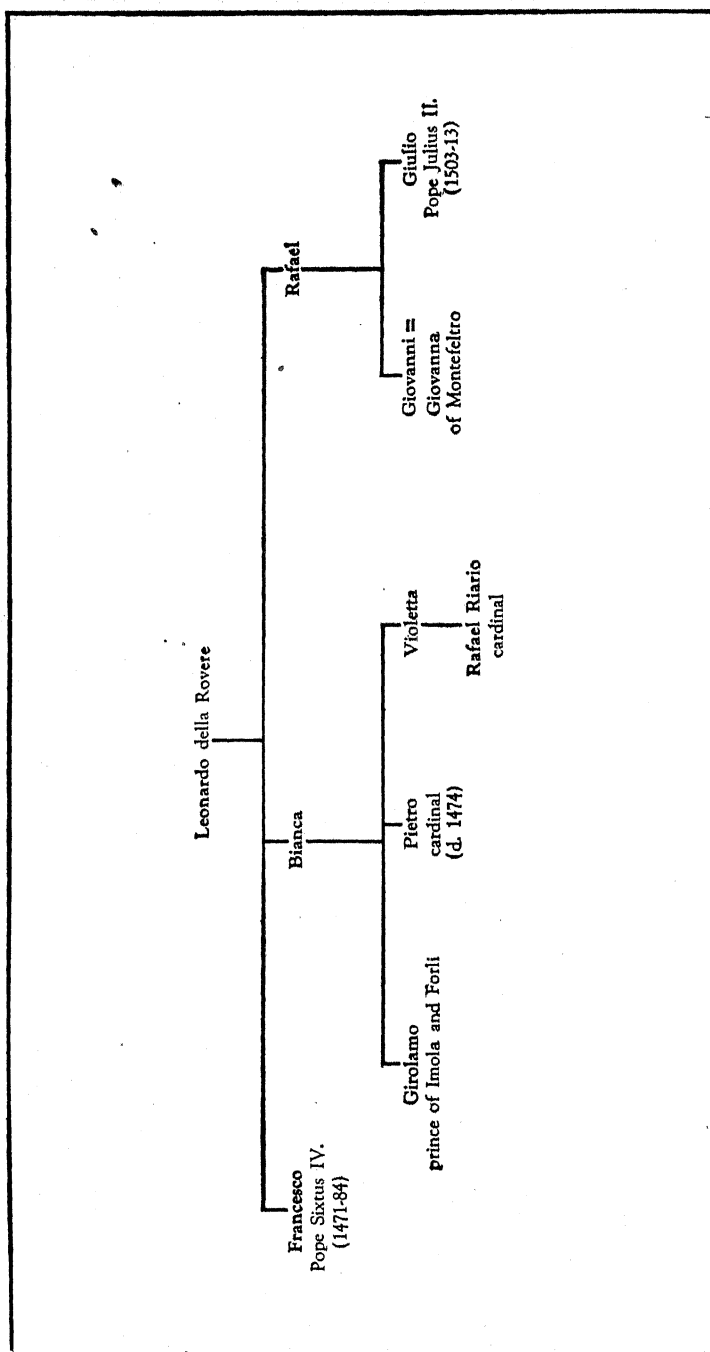 Leonardo della Rovere
Francesco
Pope Sixtus IV.
(1471-84)
Bianca
Rafael
Girolamo
prince of Imola and Forli
Pietro
cardinal
(d. 1474)
Violetta
Giovanni =
Giovanna
of Montefeltro
Giulio
Pope Julius II.
(1503-13)
Rafael Riario
cardinal